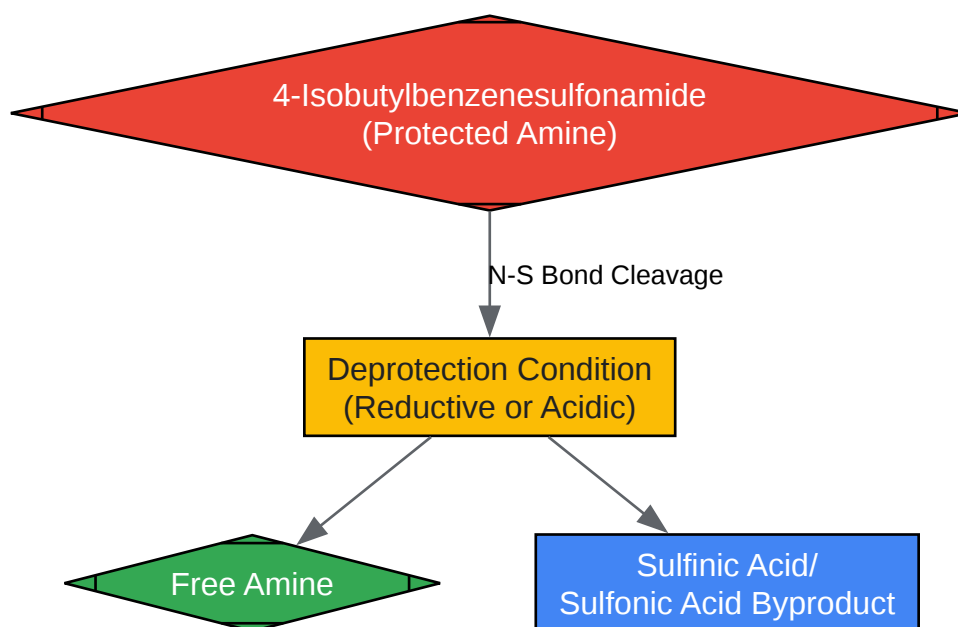 4-Isobutylbenzenesulfonamide
(Protected Amine)
N-S Bond Cleavage
Deprotection Condition
(Reductive or Acidic)
Free Amine
Sulfinic Acid/
Sulfonic Acid Byproduct